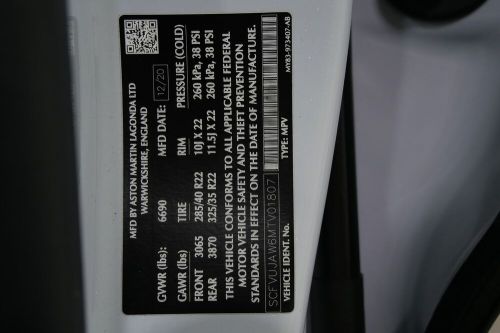 MFD BY ASTON MARTIN LAGONDA LTD
WARWICKSHIRE, ENGLAND
GVWR (lbs): 6690 MFD DATE: 12/20
GAWR (lbs) TIRE RIM PRESSURE (COLD)
FRONT 3065 285/40 R22 10J X 22 260 kPa, 38 PSI
REAR 3870 325/35 R22 11.5J X 22 260 kPa, 38 PSI
THIS VEHICLE CONFORMS TO ALL APPLICABLE FEDERAL
MOTOR VEHICLE SAFETY AND THEFT PREVENTION
STANDARDS IN EFFECT ON THE DATE OF MANUFACTURE.
SCFVUJAW6MTV01807
VEHICLE IDENT. No. TYPE: MPV
MY83-973407-AB